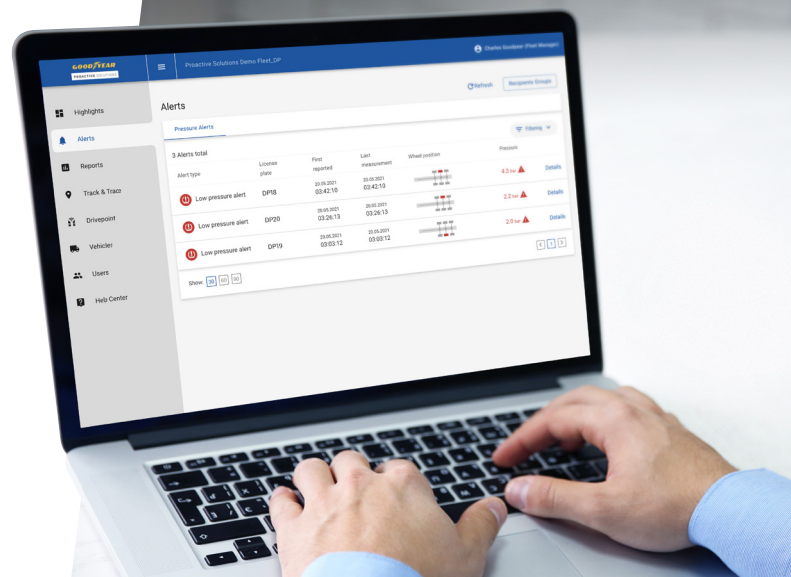 GOODYEAR
PROACTIVE SOLUTIONS
Proactive Solutions Demo Fleet_DP
Charles Goodyear (Fleet Manager)
Highlights
Alerts
Reports
Track & Trace
Drivepoint
Vehicler
Users
Heb Center
Alerts
Refresh
Recipients Groups
Pressure Alerts
Filtering
3 Alerts total
Alert type
License plate
First reported
Last measurement
Wheel position
Pressure
Low pressure alert DP18 20.05.2021 03:42:10 20.05.2021 03:42:10 4.3 bar Details
Low pressure alert DP20 20.05.2021 03:26:13 20.05.2021 03:26:13 2.2 bar Details
Low pressure alert DP19 20.05.2021 03:03:12 20.05.2021 03:03:12 2.0 bar Details
Show: 20
1